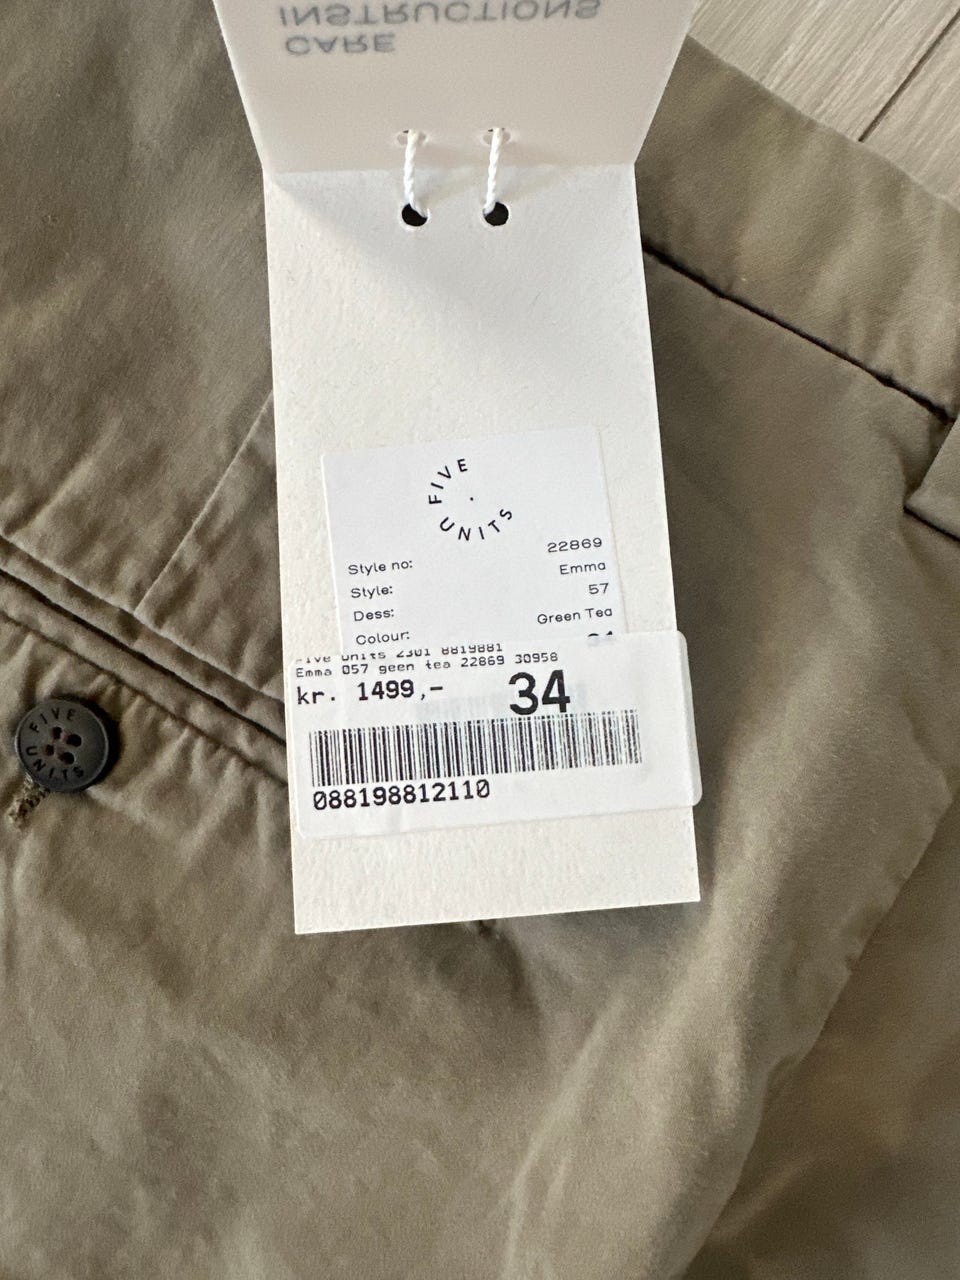 CARE
INSTRUCTIONS
FIVE
UNITS
Style no: 22869
Style: Emma
Dess: 57
Colour: Green Tea
34
Five Units 2301 8819881
Emma 057 geen tea 22869 30958
kr. 1499,- 34
088198812110
FIVE
UNITS